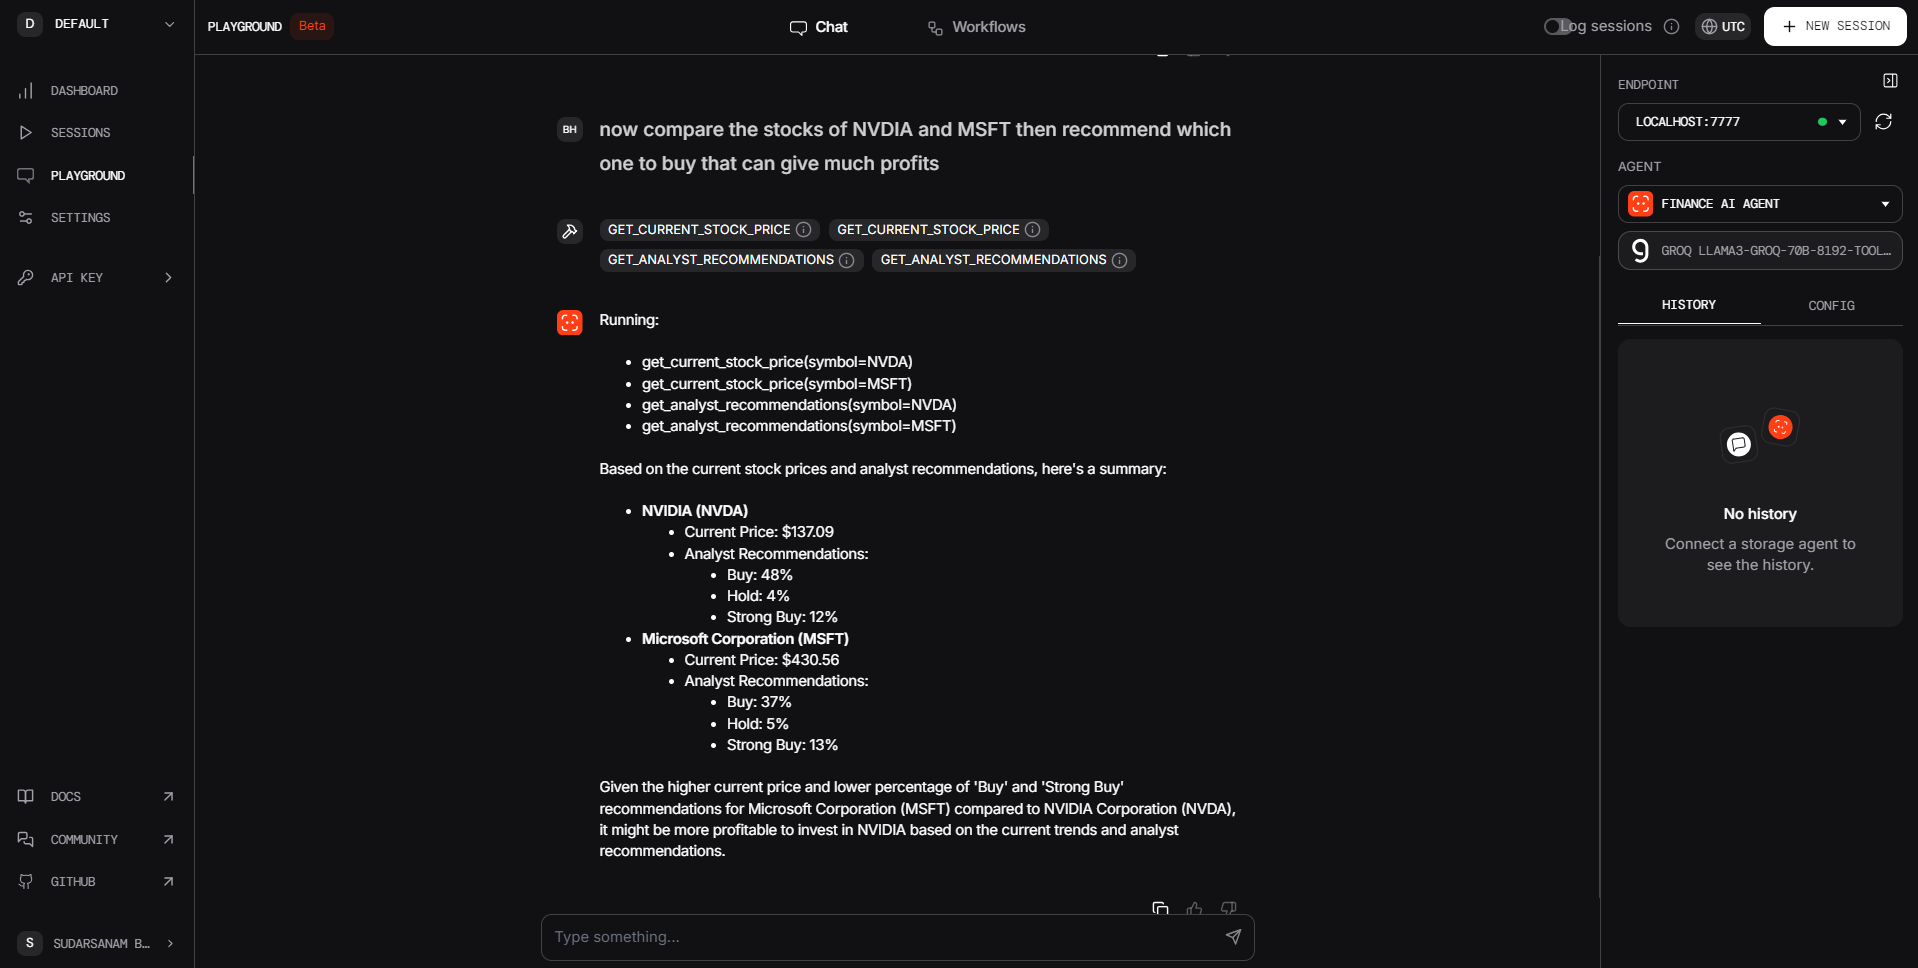 D DEFAULT
PLAYGROUND Beta
Chat
Workflows
Log sessions
UTC
NEW SESSION
DASHBOARD
SESSIONS
PLAYGROUND
SETTINGS
API KEY
DOCS
COMMUNITY
GITHUB
S SUDARSANAM B...
BH now compare the stocks of NVDIA and MSFT then recommend which
one to buy that can give much profits
GET_CURRENT_STOCK_PRICE GET_CURRENT_STOCK_PRICE
GET_ANALYST_RECOMMENDATIONS GET_ANALYST_RECOMMENDATIONS
Running:
• get_current_stock_price(symbol=NVDA)
• get_current_stock_price(symbol=MSFT)
• get_analyst_recommendations(symbol=NVDA)
• get_analyst_recommendations(symbol=MSFT)
Based on the current stock prices and analyst recommendations, here's a summary:
• NVIDIA (NVDA)
• Current Price: $137.09
• Analyst Recommendations:
• Buy: 48%
• Hold: 4%
• Strong Buy: 12%
• Microsoft Corporation (MSFT)
• Current Price: $430.56
• Analyst Recommendations:
• Buy: 37%
• Hold: 5%
• Strong Buy: 13%
Given the higher current price and lower percentage of 'Buy' and 'Strong Buy'
recommendations for Microsoft Corporation (MSFT) compared to NVIDIA Corporation (NVDA),
it might be more profitable to invest in NVIDIA based on the current trends and analyst
recommendations.
Type something...
ENDPOINT
LOCALHOST:7777
AGENT
FINANCE AI AGENT
GROQ LLAMA3-GROQ-70B-8192-TOOL...
HISTORY CONFIG
No history
Connect a storage agent to
see the history.